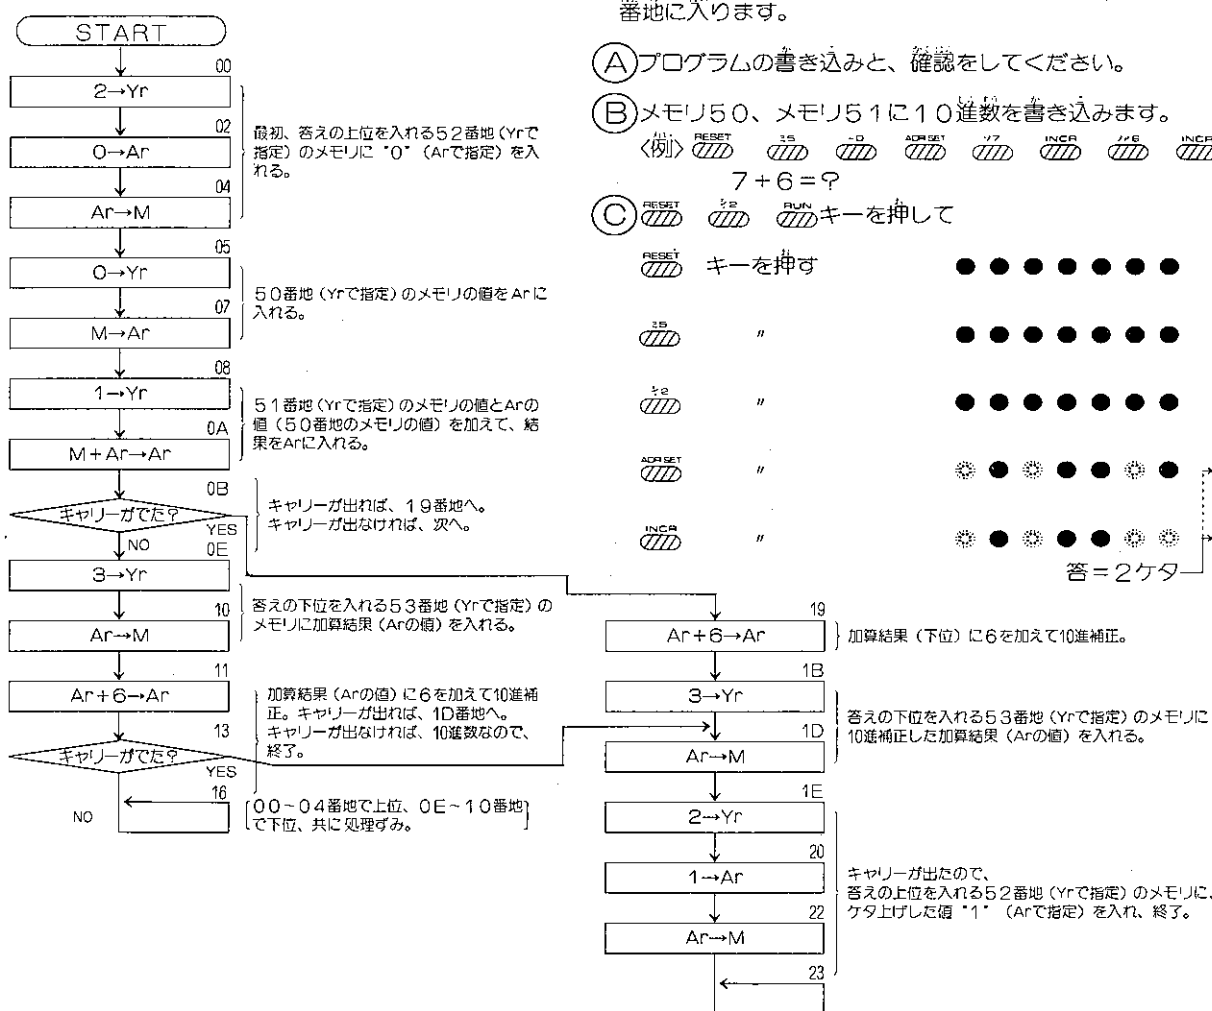 START
00
2→Yr
02
0→Ar
04
Ar→M
最初、答えの上位を入れる52番地(Yrで
指定)のメモリに"0"(Arで指定)を入
れる。
05
0→Yr
07
M→Ar
50番地(Yrで指定)のメモリの値をArに
入れる。
08
1→Yr
0A
M+Ar→Ar
51番地(Yrで指定)のメモリの値とArの
値(50番地のメモリの値)を加えて、結
果をArに入れる。
0B
キャリーがでた?
YES
NO
キャリーが出れば、19番地へ。
キャリーが出なければ、次へ。
0E
3→Yr
10
Ar→M
答えの下位を入れる53番地(Yrで指定)の
メモリに加算結果(Arの値)を入れる。
11
Ar+6→Ar
13
キャリーがでた?
YES
NO
加算結果(Arの値)に6を加えて10進補
正。キャリーが出れば、1D番地へ。
キャリーが出なければ、10進数なので、
終了。
16
00~04番地で上位、0E~10番地
で下位、共に処理ずみ。
番地に入ります。
Aプログラムの書き込みと、確認をしてください。
Bメモリ50、メモリ51に10進数を書き込みます。
〈例〉 RESET ADR SET INCR INCR
7+6=?
C RESET RUN キーを押して
RESET キーを押す
〃
〃
ADR SET 〃
INCR 〃
答=2ケタ
19
Ar+6→Ar
加算結果(下位)に6を加えて10進補正。
1B
3→Yr
1D
Ar→M
答えの下位を入れる53番地(Yrで指定)のメモリに
10進補正した加算結果(Arの値)を入れる。
1E
2→Yr
20
1→Ar
22
Ar→M
23
キャリーが出たので、
答えの上位を入れる52番地(Yrで指定)のメモリに、
ケタ上げした値"1"(Arで指定)を入れ、終了。